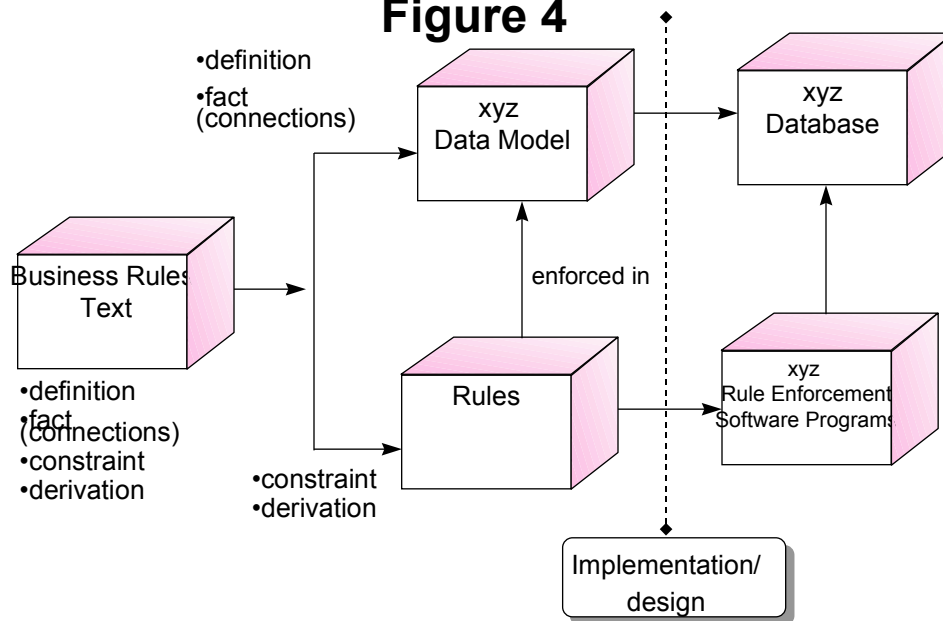 Figure 4
•definition
•fact
(connections)
xyz
Data Model
xyz
Database
Business Rules
Text
enforced in
•definition
•fact
(connections)
•constraint
•derivation
Rules
•constraint
•derivation
xyz
Rule Enforcement
Software Programs
Implementation/
design